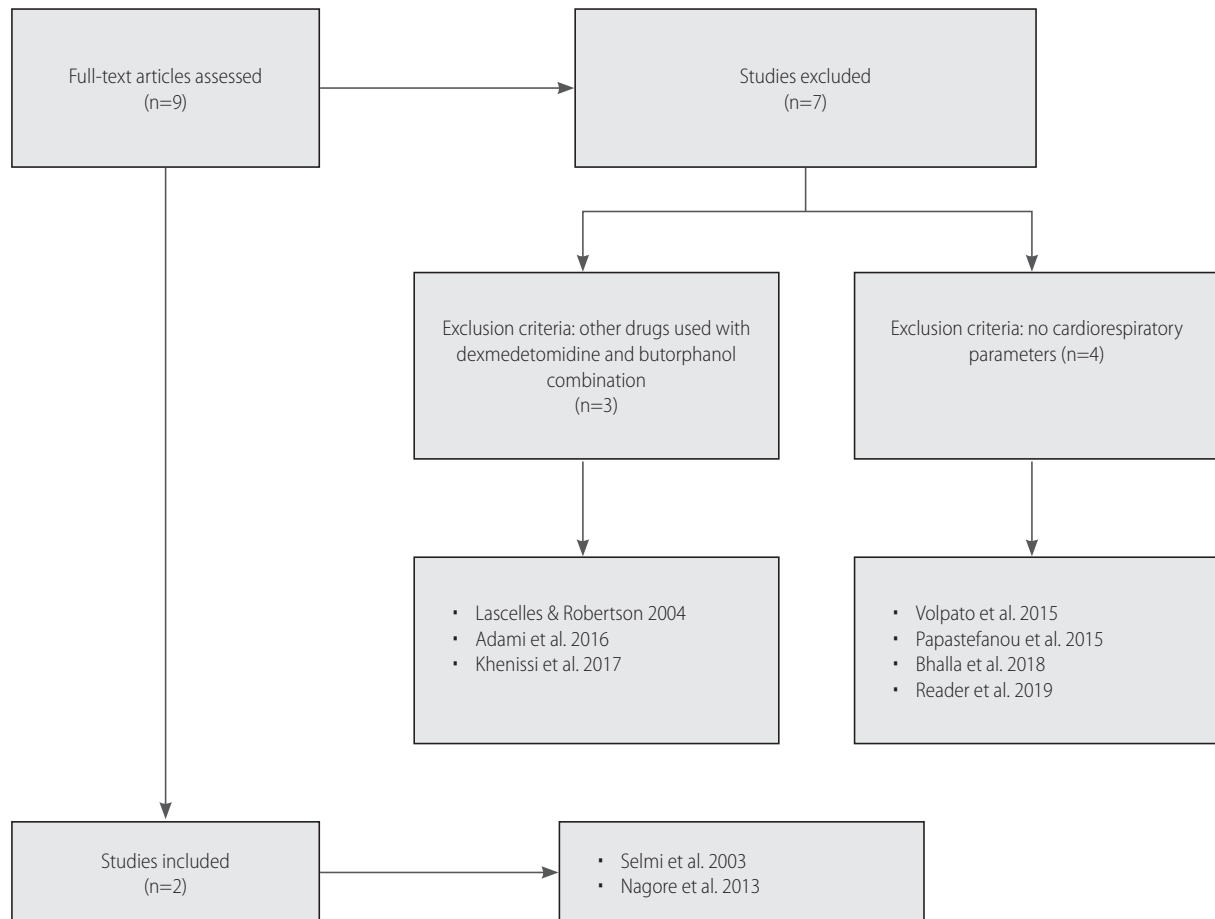 Full-text articles assessed
(n=9)
Studies excluded
(n=7)
Exclusion criteria: other drugs used with
dexmedetomidine and butorphanol
combination
(n=3)
Exclusion criteria: no cardiorespiratory
parameters (n=4)
▪ Lascelles & Robertson 2004
▪ Adami et al. 2016
▪ Khenissi et al. 2017
▪ Volpato et al. 2015
▪ Papastefanou et al. 2015
▪ Bhalla et al. 2018
▪ Reader et al. 2019
Studies included
(n=2)
▪ Selmi et al. 2003
▪ Nagore et al. 2013